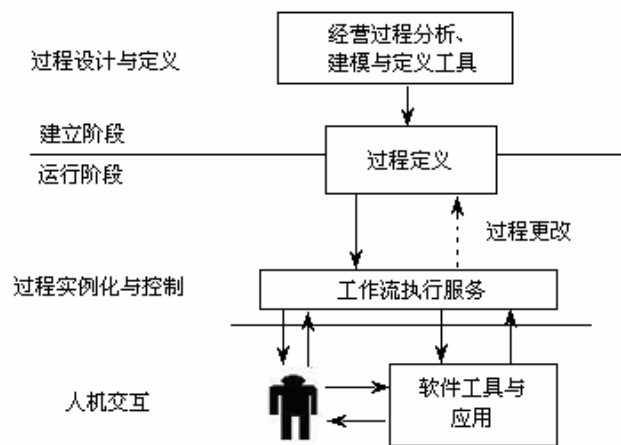 经营过程分析、
建模与定义工具
过程设计与定义
建立阶段
过程定义
运行阶段
过程更改
过程实例化与控制
工作流执行服务
人机交互
软件工具与
应用